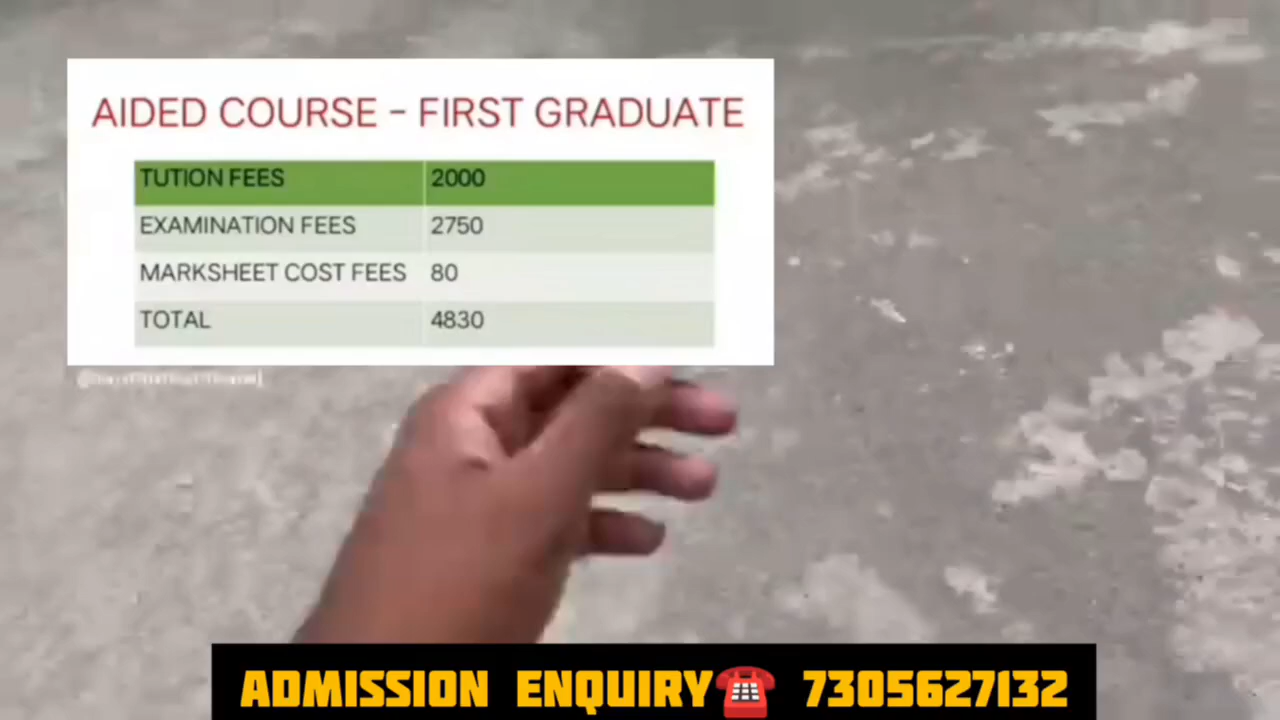 AIDED COURSE - FIRST GRADUATE
TUTION FEES 2000
EXAMINATION FEES 2750
MARKSHEET COST FEES 80
TOTAL 4830
ADMISSION ENQUIRY☎️ 7305627132